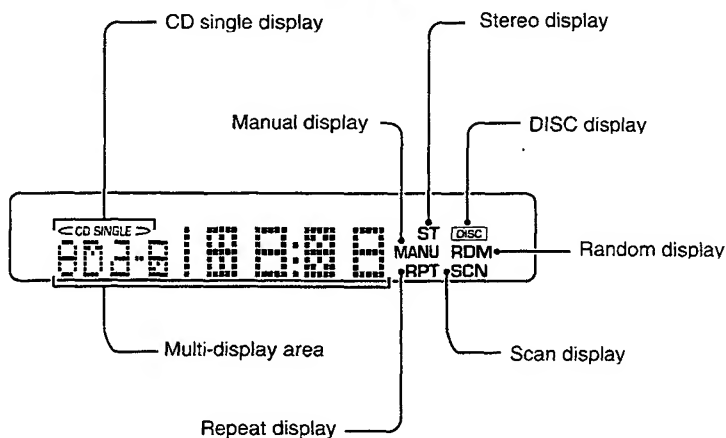 CD single display
Stereo display
Manual display
DISC display
CD SINGLE
ST
DISC
MANU
RDM
Random display
RPT
SCN
Multi-display area
Scan display
Repeat display